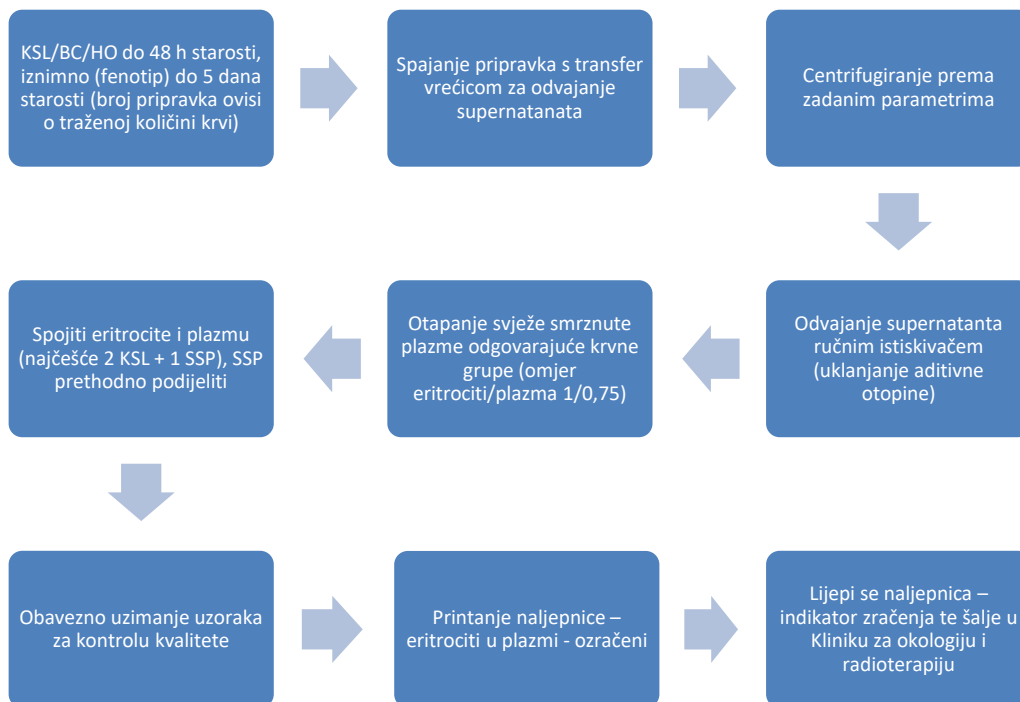 KSL/BC/HO do 48 h starosti,
iznimno (fenotip) do 5 dana
starosti (broj pripravka ovisi
o traženoj količini krvi)
Spajanje pripravka s transfer
vrećicom za odvajanje
supernatanata
Centrifugiranje prema
zadanim parametrima
Odvajanje supernatanta
ručnim istiskivačem
(uklanjanje aditivne
otopine)
Otapanje svježe smrznute
plazme odgovarajuće krvne
grupe (omjer
eritrociti/plazma 1/0,75)
Spojiti eritrocite i plazmu
(najčešće 2 KSL + 1 SSP), SSP
prethodno podijeliti
Obavezno uzimanje uzoraka
za kontrolu kvalitete
Printanje naljepnice –
eritrociti u plazmi - ozračeni
Lijepi se naljepnica –
indikator zračenja te šalje u
Kliniku za okologiju i
radioterapiju